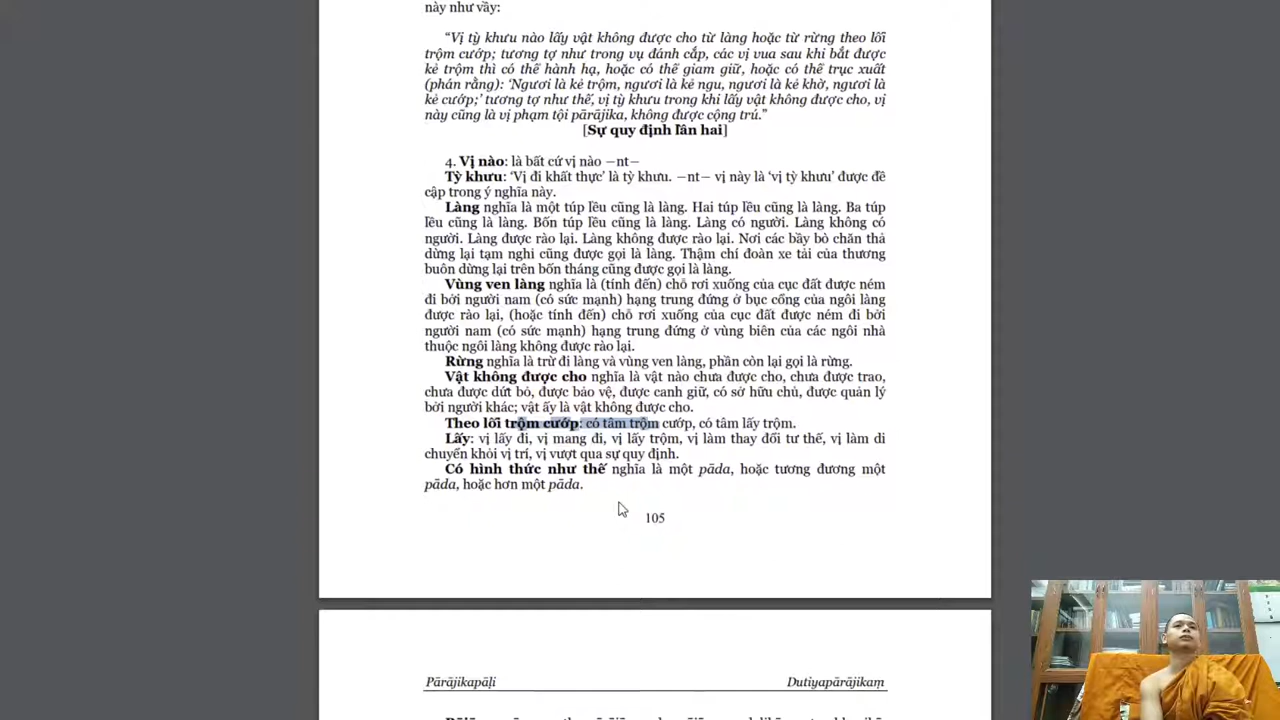 này như vầy:
“Vị tỳ khưu nào lấy vật không được cho từ làng hoặc từ rừng theo lối
trộm cướp; tương tợ như trong vụ đánh cắp, các vị vua sau khi bắt được
kẻ trộm thì có thể hành hạ, hoặc có thể giam giữ, hoặc có thể trục xuất
(phán rằng): ‘Ngươi là kẻ trộm, ngươi là kẻ ngu, ngươi là kẻ khờ, ngươi là
kẻ cướp;’ tương tợ như thế, vị tỳ khưu trong khi lấy vật không được cho, vị
này cũng là vị phạm tội pārājika, không được cộng trú.”
[Sự quy định lần hai]
4. Vị nào: là bất cứ vị nào –nt–
Tỳ khưu: ‘Vị đi khất thực’ là tỳ khưu. –nt– vị này là ‘vị tỳ khưu’ được đề
cập trong ý nghĩa này.
Làng nghĩa là một túp lều cũng là làng. Hai túp lều cũng là làng. Ba túp
lều cũng là làng. Bốn túp lều cũng là làng. Làng có người. Làng không có
người. Làng được rào lại. Làng không được rào lại. Nơi các bầy bò chăn thả
dừng lại tạm nghỉ cũng được gọi là làng. Thậm chí đoàn xe tải của thương
buôn dừng lại trên bốn tháng cũng được gọi là làng.
Vùng ven làng nghĩa là (tính đến) chỗ rơi xuống của cục đất được ném
đi bởi người nam (có sức mạnh) hạng trung đứng ở bục cổng của ngôi làng
được rào lại, (hoặc tính đến) chỗ rơi xuống của cục đất được ném đi bởi
người nam (có sức mạnh) hạng trung đứng ở vùng biên của các ngôi nhà
thuộc ngôi làng không được rào lại.
Rừng nghĩa là trừ đi làng và vùng ven làng, phần còn lại gọi là rừng.
Vật không được cho nghĩa là vật nào chưa được cho, chưa được trao,
chưa được dứt bỏ, được bảo vệ, được canh giữ, có sở hữu chủ, được quản lý
bởi người khác; vật ấy là vật không được cho.
Theo lối trộm cướp: có tâm trộm cướp, có tâm lấy trộm.
Lấy: vị lấy đi, vị mang đi, vị lấy trộm, vị làm thay đổi tư thế, vị làm di
chuyển khỏi vị trí, vị vượt qua sự quy định.
Có hình thức như thế nghĩa là một pāda, hoặc tương đương một
pāda, hoặc hơn một pāda.
105
Pārājikapāḷi Dutiyapārājikaṃ